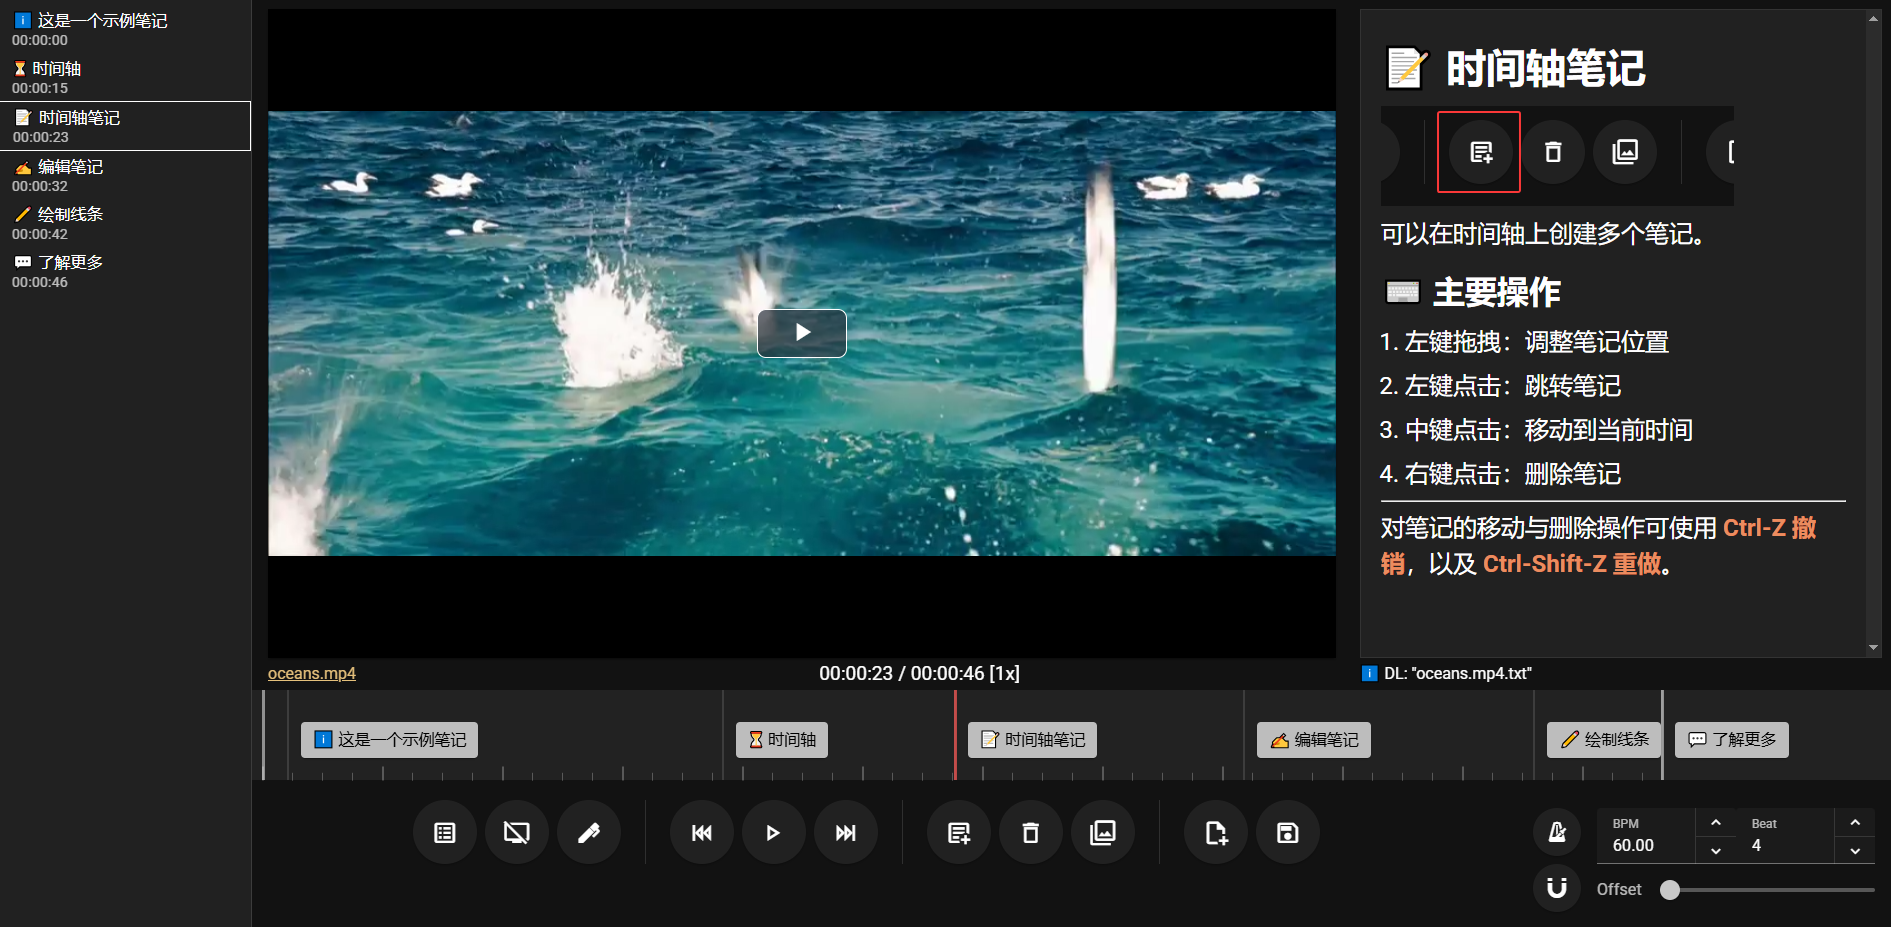 这是一个示例笔记
00:00:00
时间轴
00:00:15
时间轴笔记
00:00:23
编辑笔记
00:00:32
绘制线条
00:00:42
了解更多
00:00:46
oceans.mp4
00:00:23 / 00:00:46 [1x]
时间轴笔记
可以在时间轴上创建多个笔记。
主要操作
1. 左键拖拽：调整笔记位置
2. 左键点击：跳转笔记
3. 中键点击：移动到当前时间
4. 右键点击：删除笔记
对笔记的移动与删除操作可使用 Ctrl-Z 撤
销，以及 Ctrl-Shift-Z 重做。
DL: "oceans.mp4.txt"
这是一个示例笔记
时间轴
时间轴笔记
编辑笔记
绘制线条
了解更多
BPM
60.00
Beat
4
Offset